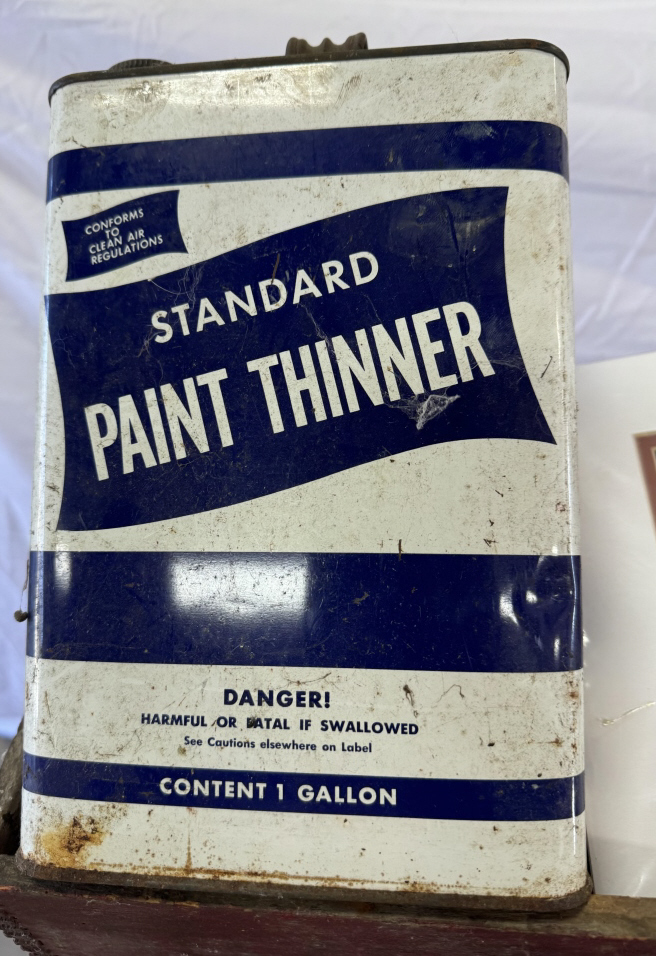 CONFORMS
TO
CLEAN AIR
REGULATIONS
STANDARD
PAINT THINNER
DANGER!
HARMFUL OR FATAL IF SWALLOWED
See Cautions elsewhere on Label
CONTENT 1 GALLON